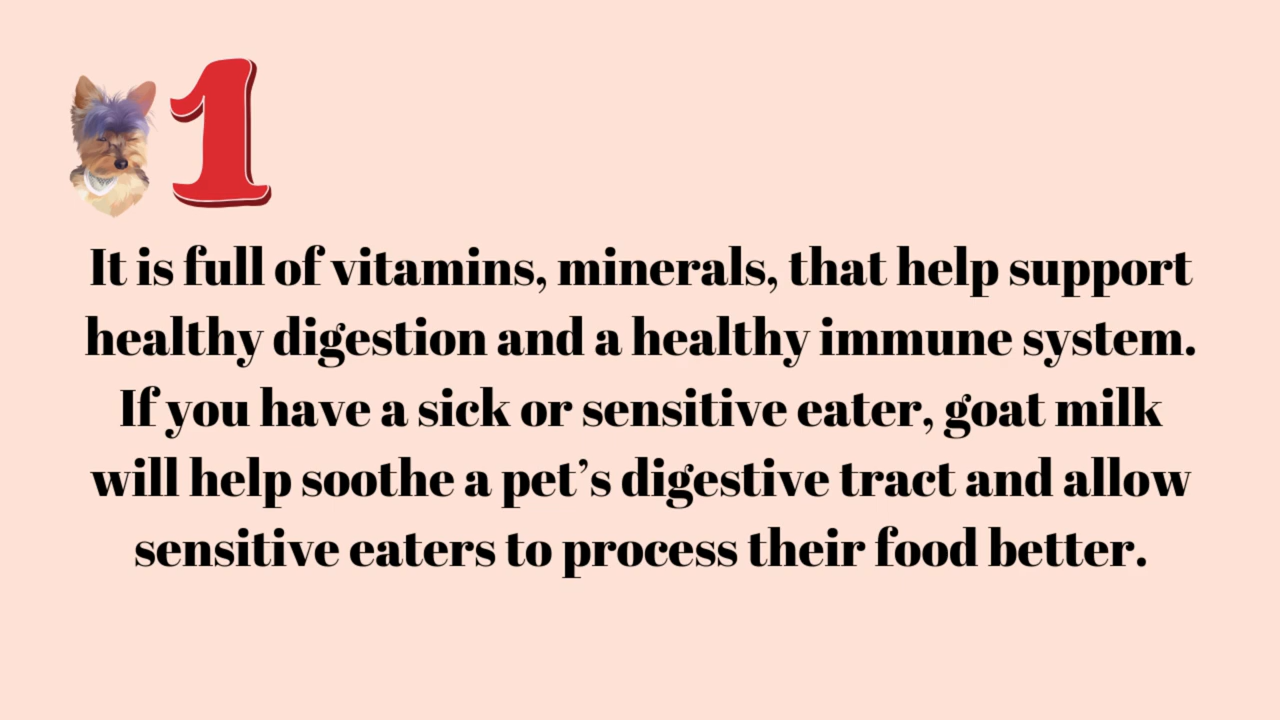 1
It is full of vitamins, minerals, that help support
healthy digestion and a healthy immune system.
If you have a sick or sensitive eater, goat milk
will help soothe a pet’s digestive tract and allow
sensitive eaters to process their food better.